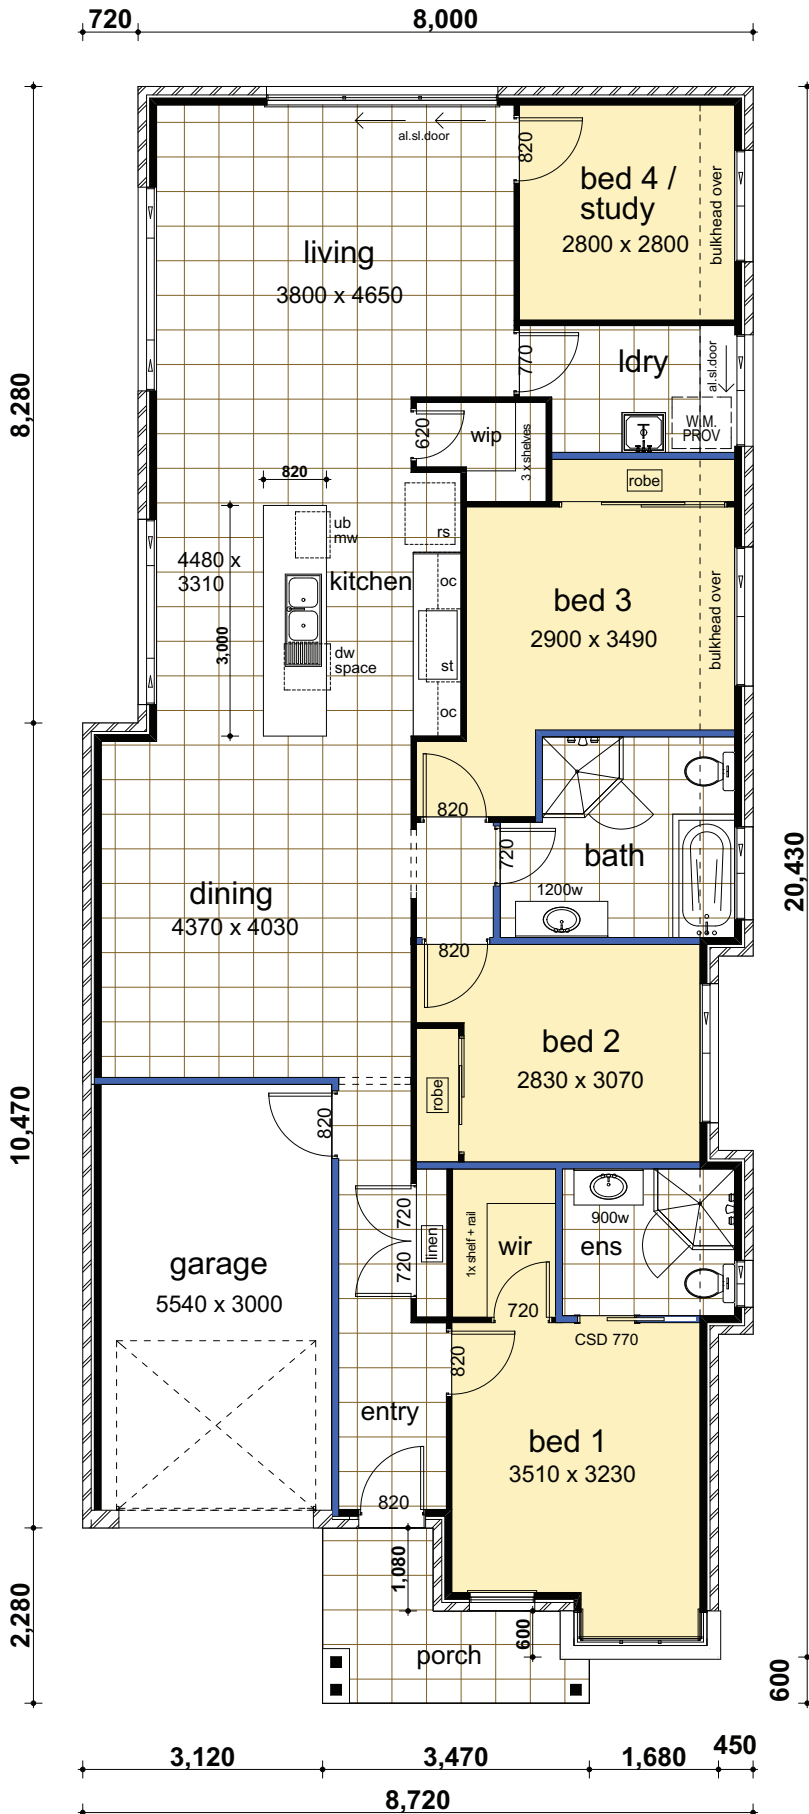 720
8,000
al.sl.door
820
bed 4 /
study
2800 x 2800
bulkhead over
living
3800 x 4650
770
ldry
al.sl.door
W.M.
PROV
8,280
620
wip
3 x shelves
robe
820
ub
mw
rs
4480 x
3310
kitchen
oc
bed 3
2900 x 3490
bulkhead over
3,000
dw
space
st
oc
820
720
bath
1200w
20,430
dining
4370 x 4030
820
bed 2
2830 x 3070
robe
10,470
820
720
720
linen
1x shelf + rail
wir
900w
ens
garage
5540 x 3000
720
CSD 770
820
entry
bed 1
3510 x 3230
820
1,080
2,280
600
porch
600
3,120
3,470
1,680
450
8,720